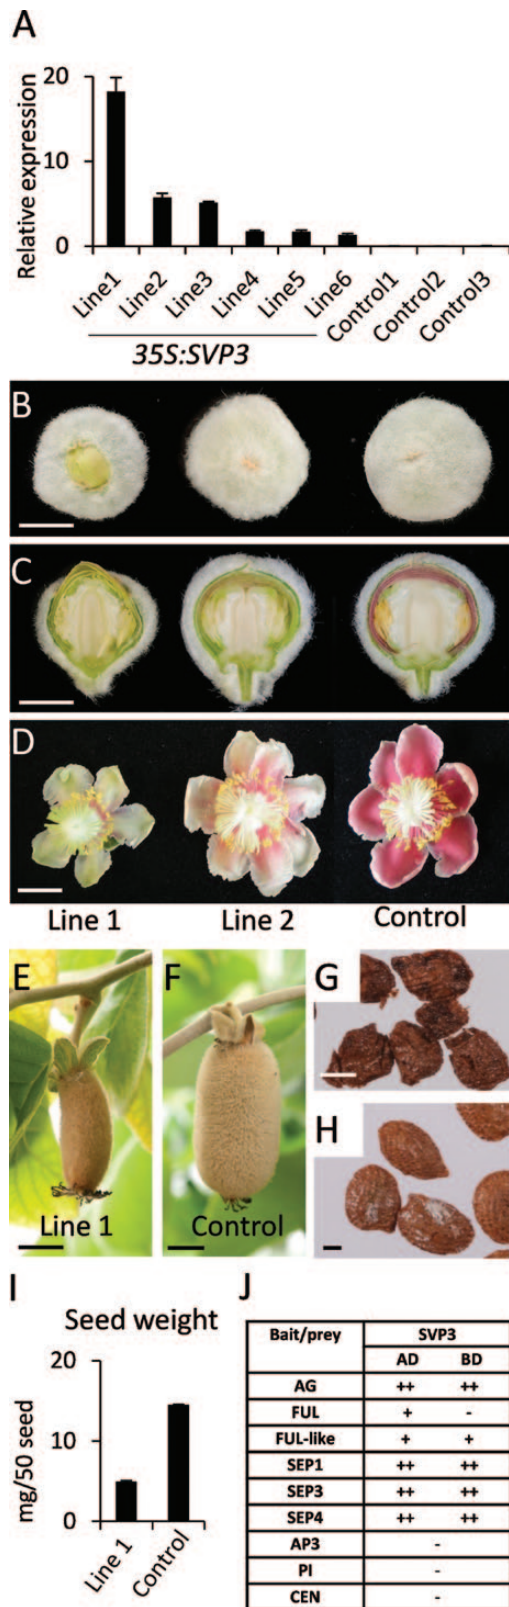 A
Relative expression
20
10
0
Line1
Line2
Line3
Line4
Line5
Line6
Control1
Control2
Control3
35S:SVP3
B
C
D
Line 1
Line 2
Control
E
F
G
Line 1
Control
H
I
J
Seed weight
mg/50 seed
20
10
0
Line 1
Control
Bait/prey SVP3
AD BD
AG ++ ++
FUL + -
FUL-like + +
SEP1 ++ ++
SEP3 ++ ++
SEP4 ++ ++
AP3 -
PI -
CEN -